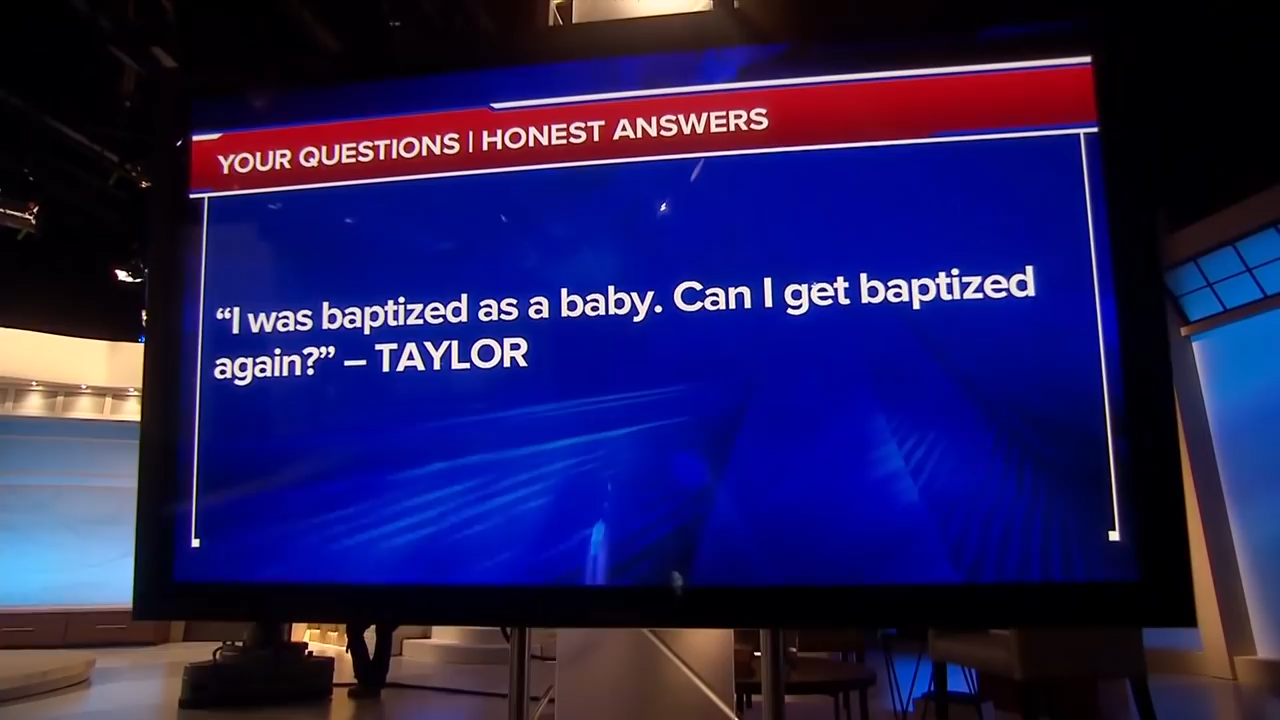 YOUR QUESTIONS | HONEST ANSWERS
“I was baptized as a baby. Can I get baptized
again?” – TAYLOR